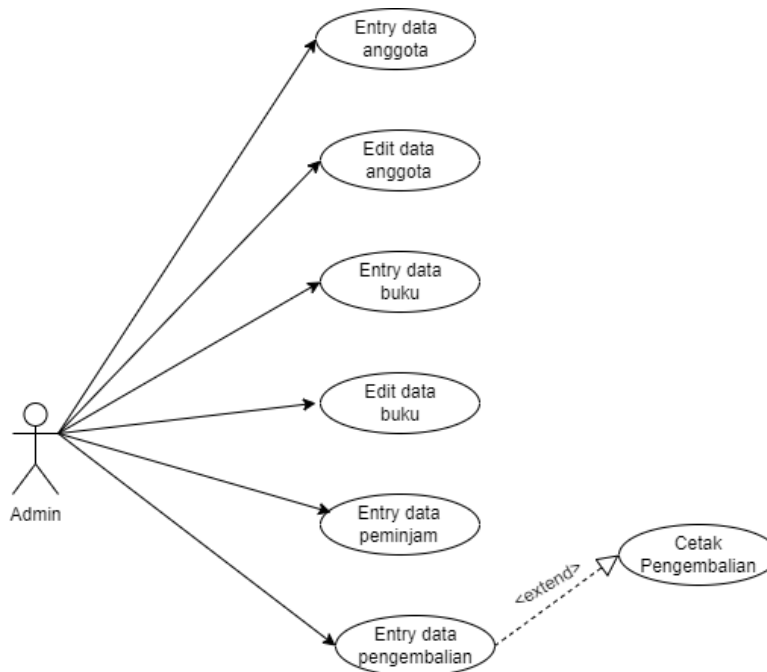 Entry data
anggota
Edit data
anggota
Entry data
buku
Edit data
buku
Admin
Entry data
peminjam
Cetak
Pengembalian
<extend>
Entry data
pengembalian